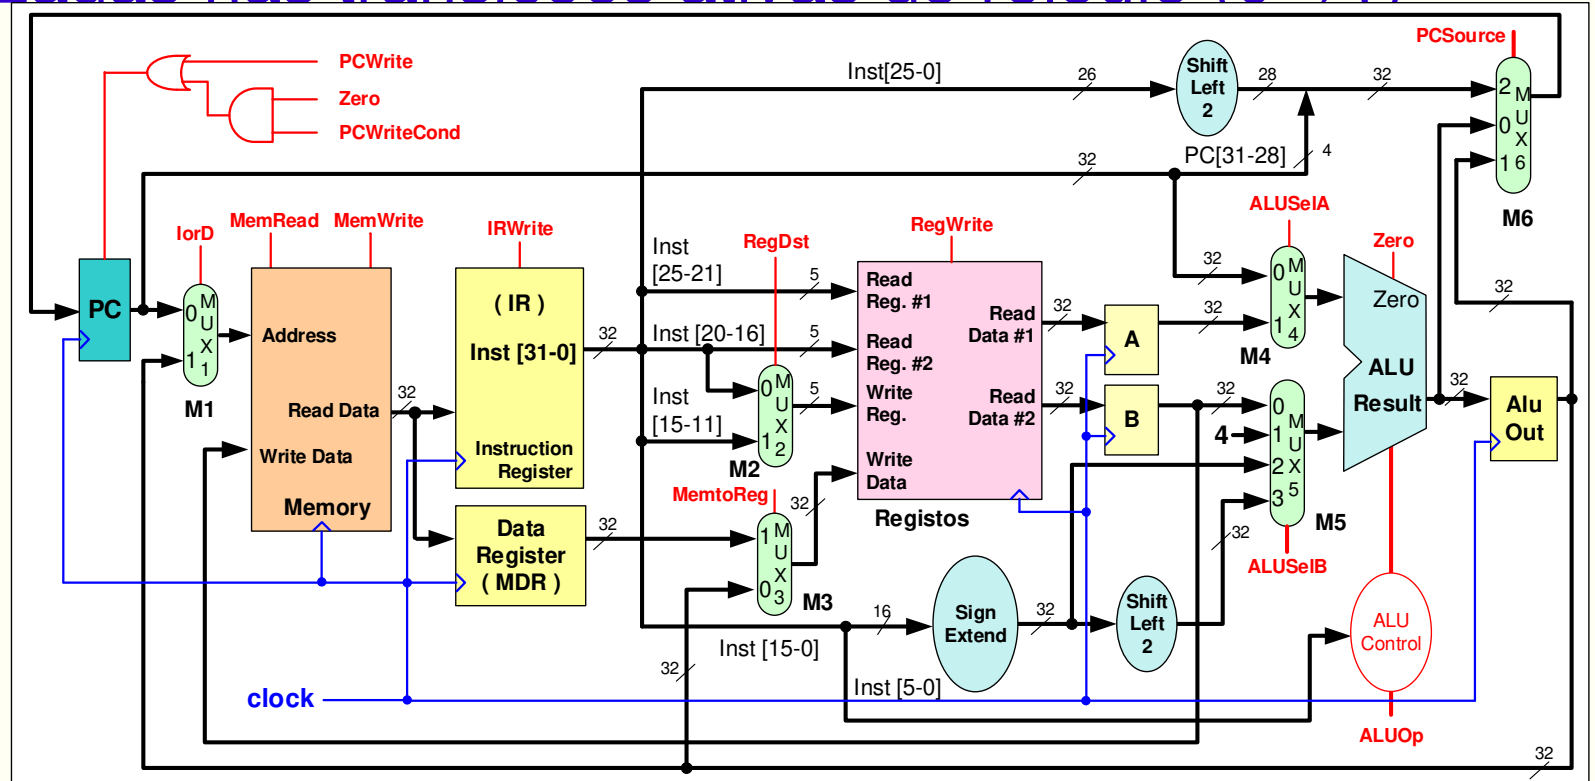 PCSource
PCWrite
Zero
PCWriteCond
Inst[25-0]
26
Shift
Left
2
28
32
2
0
1
M
U
X
6
M6
PC[31-28]
4
32
IorD
MemRead
MemWrite
IRWrite
RegDst
RegWrite
ALUSelA
Zero
PC
0
1
M
U
X
1
M1
Address
Read Data
Write Data
Memory
32
( IR )
Inst [31-0]
Instruction
Register
32
Data
Register
( MDR )
32
Inst
[25-21]
5
Inst [20-16]
5
Inst
[15-11]
0
1
M
U
X
2
M2
5
MemtoReg
1
0
M
U
X
3
M3
32
Read
Reg. #1
Read
Reg. #2
Write
Reg.
Write
Data
Read
Data #1
Read
Data #2
Registos
32
32
A
B
32
32
32
0
1
M
U
X
4
M4
4
0
1
2
3
M
U
X
5
M5
ALUSelB
32
Zero
ALU
Result
32
Alu
Out
32
16
Inst [15-0]
Sign
Extend
32
Shift
Left
2
ALU
Control
ALUOp
Inst [5-0]
clock
32
32